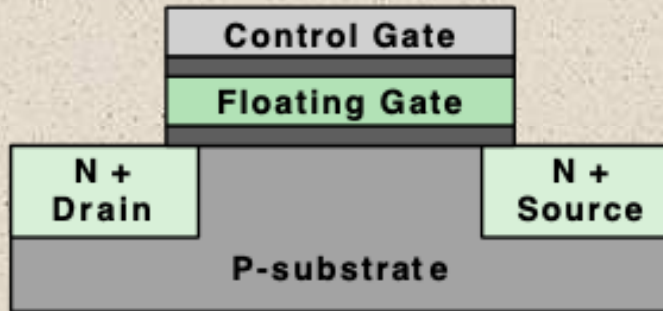 Control Gate
Floating Gate
N +
Drain
N +
Source
P-substrate